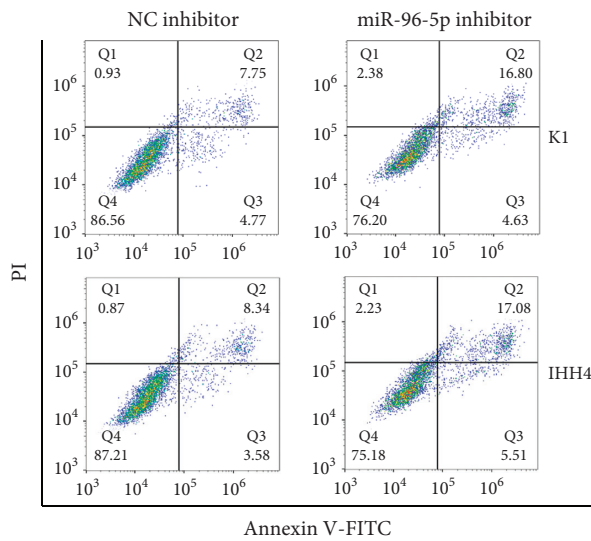 NC inhibitor
miR-96-5p inhibitor
Q1
0.93
Q2
7.75
Q4
86.56
Q3
4.77
10⁶
10⁵
10⁴
10³
10³ 10⁴ 10⁵ 10⁶
Q1
2.38
Q2
16.80
Q4
76.20
Q3
4.63
10⁶
10⁵
10⁴
10³
10³ 10⁴ 10⁵ 10⁶
K1
PI
Q1
0.87
Q2
8.34
Q4
87.21
Q3
3.58
10⁶
10⁵
10⁴
10³
10³ 10⁴ 10⁵ 10⁶
Q1
2.23
Q2
17.08
Q4
75.18
Q3
5.51
10⁶
10⁵
10⁴
10³
10³ 10⁴ 10⁵ 10⁶
IHH4
Annexin V-FITC